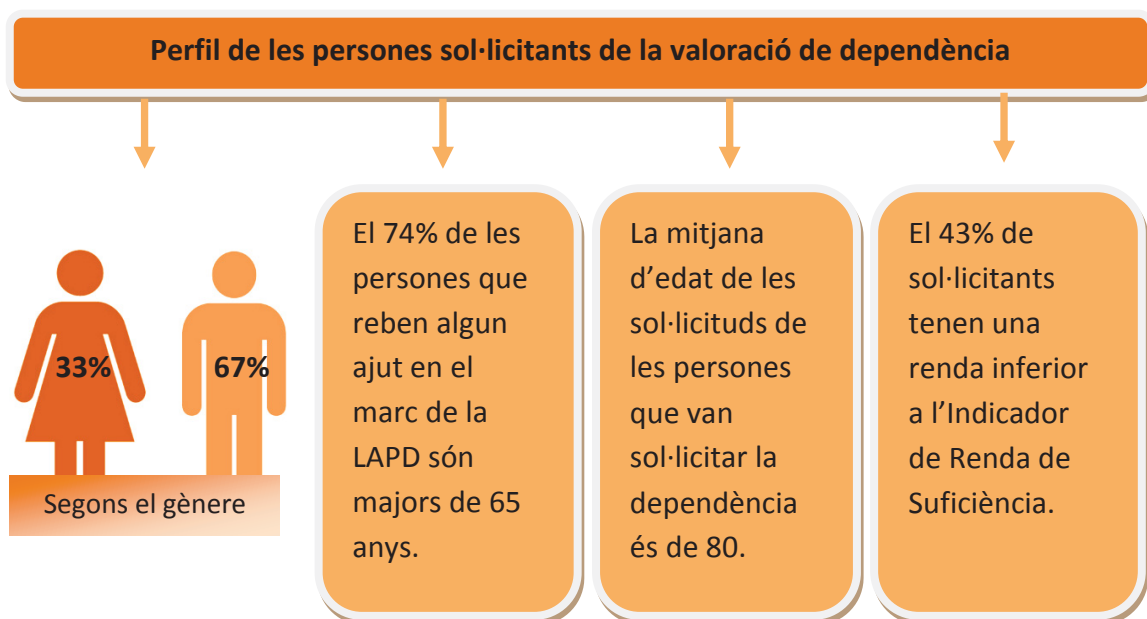 Perfil de les persones sol·licitants de la valoració de dependència
33%
67%
Segons el gènere
El 74% de les
persones que
reben algun
ajut en el
marc de la
LAPD són
majors de 65
anys.
La mitjana
d’edat de les
sol·licituds de
les persones
que van
sol·licitar la
dependència
és de 80.
El 43% de
sol·licitants
tenen una
renda inferior
a l’Indicador
de Renda de
Suficiència.